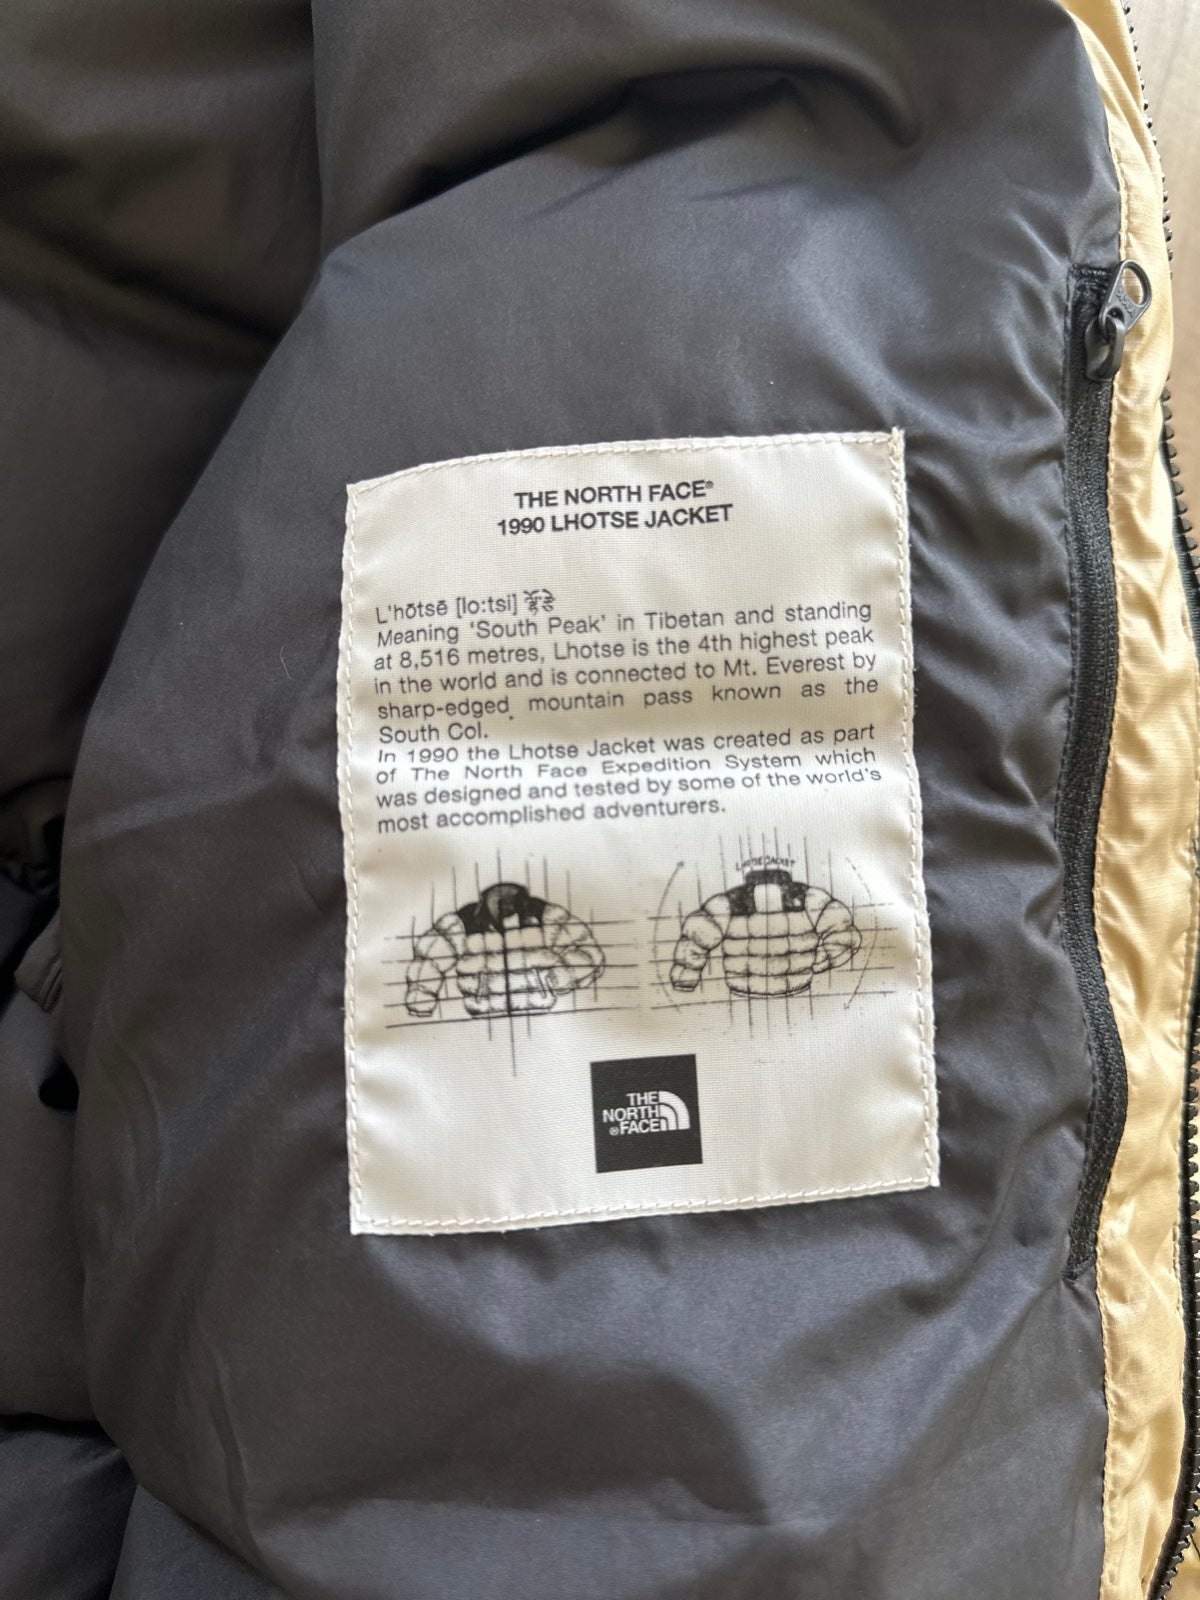 THE NORTH FACE®
1990 LHOTSE JACKET
L'hōtsē [lo:tsi]
Meaning 'South Peak' in Tibetan and standing
at 8,516 metres, Lhotse is the 4th highest peak
in the world and is connected to Mt. Everest by
sharp-edged mountain pass known as the
South Col.
In 1990 the Lhotse Jacket was created as part
of The North Face Expedition System which
was designed and tested by some of the world's
most accomplished adventurers.
LHOTSE JACKET
THE
NORTH
®FACE